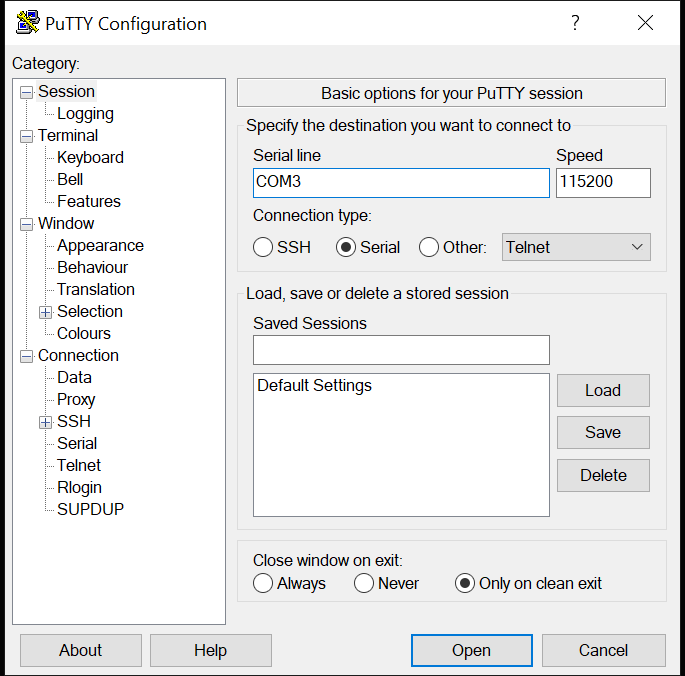 PuTTY Configuration
?
Category:
Session
Logging
Terminal
Keyboard
Bell
Features
Window
Appearance
Behaviour
Translation
Selection
Colours
Connection
Data
Proxy
SSH
Serial
Telnet
Rlogin
SUPDUP
Basic options for your PuTTY session
Specify the destination you want to connect to
Serial line Speed
COM3 115200
Connection type:
SSH Serial Other: Telnet
Load, save or delete a stored session
Saved Sessions
Default Settings
Load
Save
Delete
Close window on exit:
Always Never Only on clean exit
About Help Open Cancel